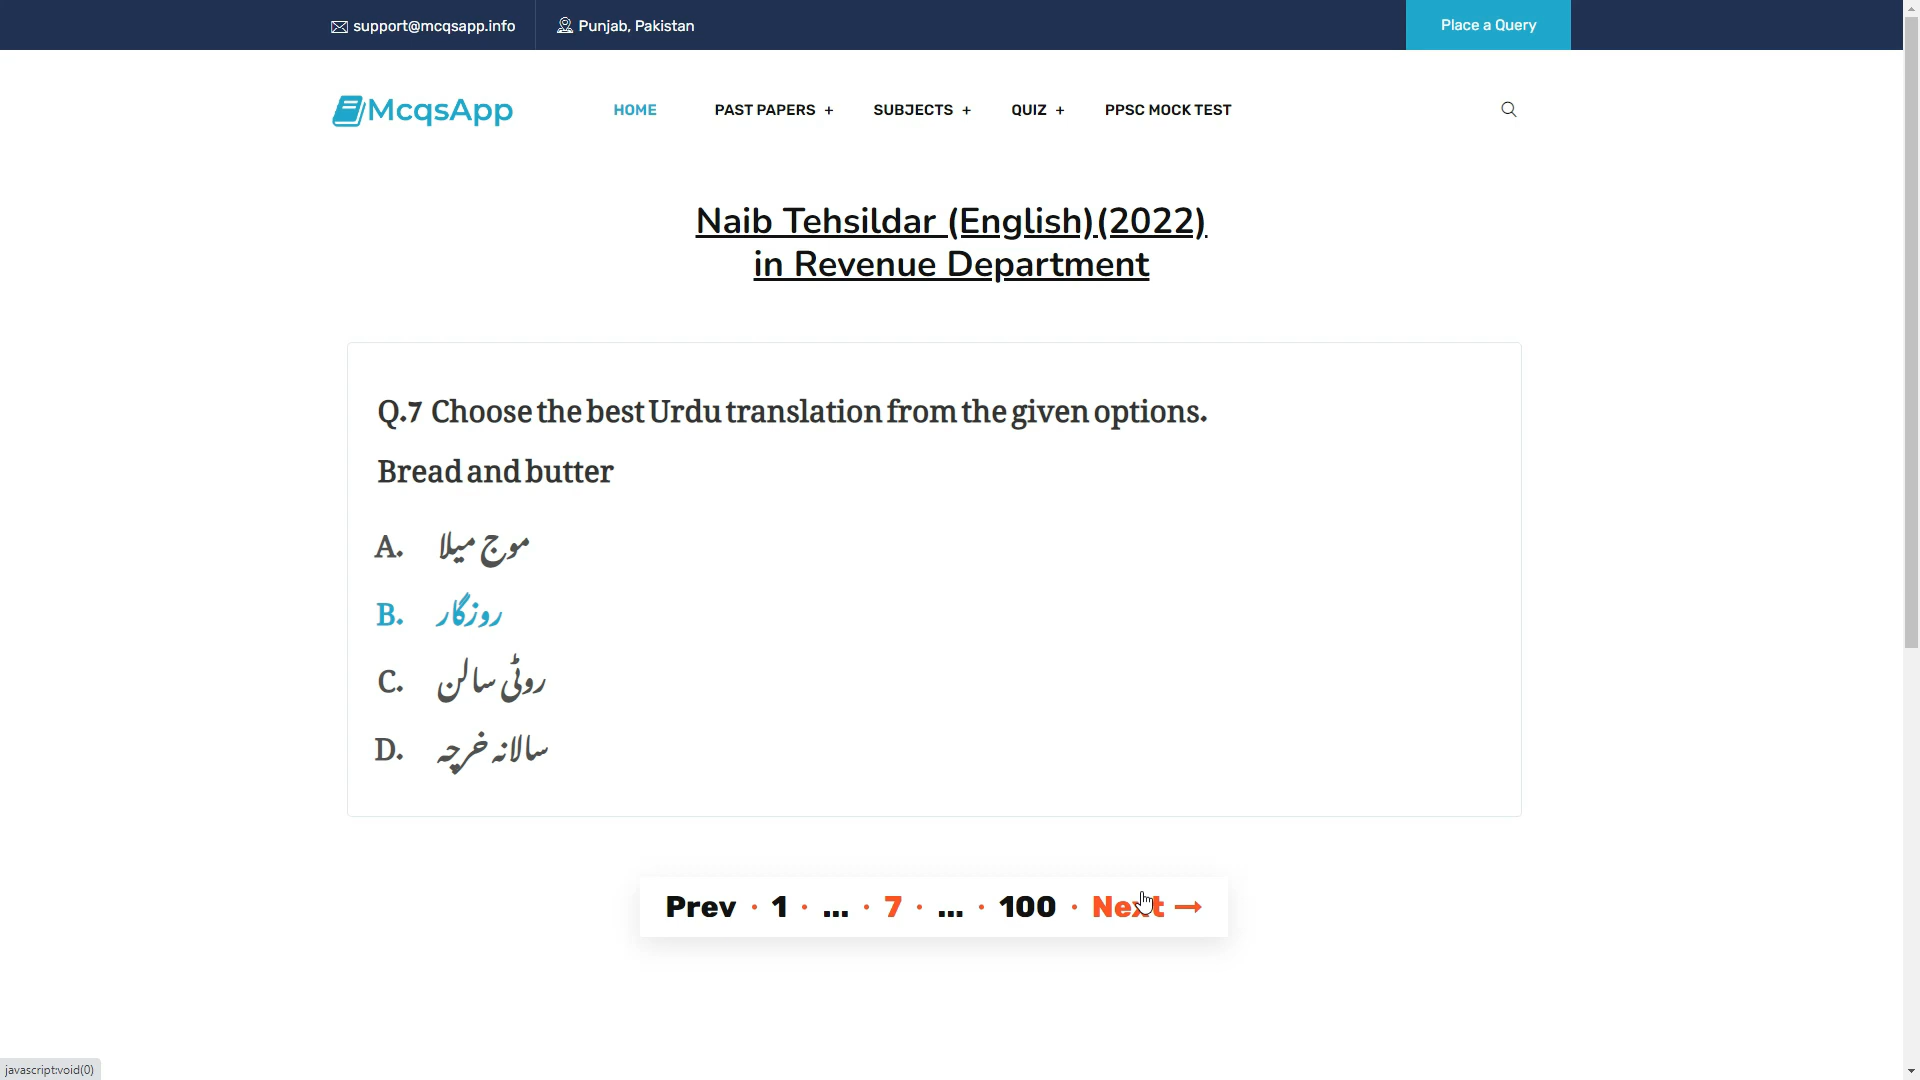 support@mcqsapp.info
Punjab, Pakistan
Place a Query
McqsApp
HOME
PAST PAPERS +
SUBJECTS +
QUIZ +
PPSC MOCK TEST
Naib Tehsildar (English)(2022)
in Revenue Department
Q.7 Choose the best Urdu translation from the given options.
Bread and butter
A. موج میلا
B. روزگار
C. روٹی سالن
D. سالانہ خرچہ
Prev • 1 • ... • 7 • ... • 100 • Next →
javascript:void(0)